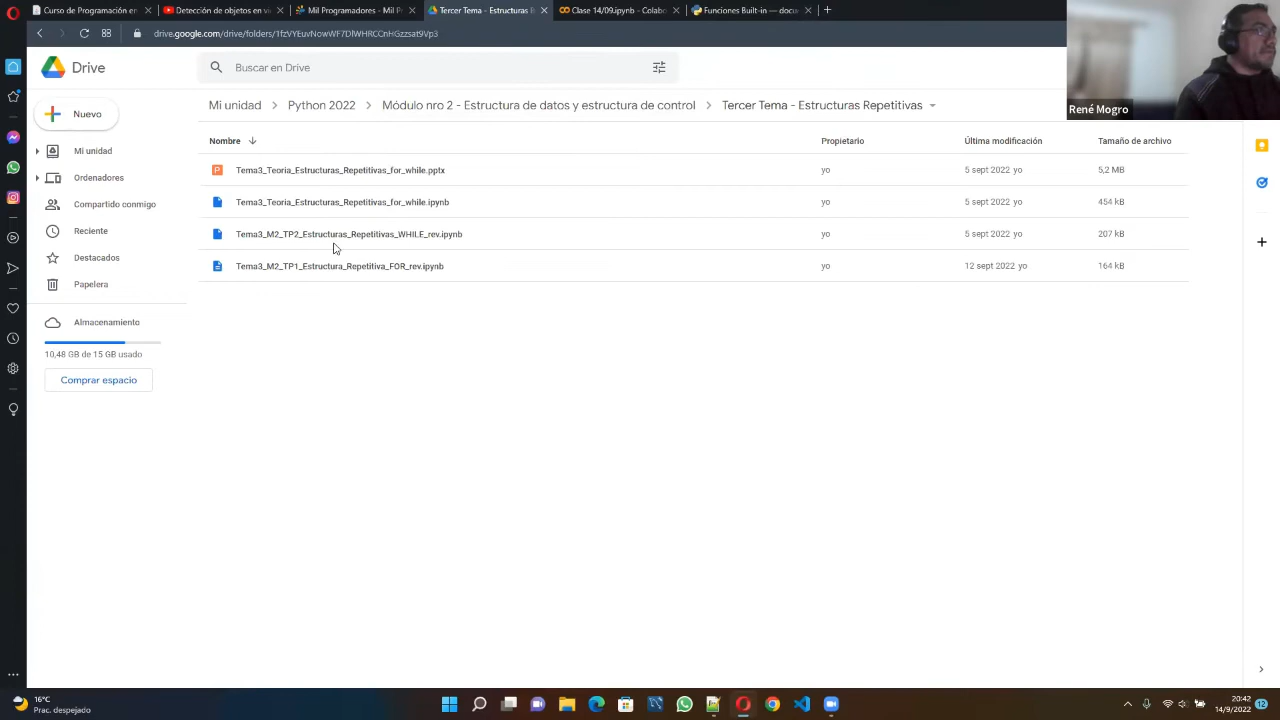 Curso de Programación en
Detección de objetos en ve
Mil Programadores - Mil Pr
Tercer Tema - Estructuras
Clase 14/09.ipynb - Colabo
Funciones Built-in — docu
drive.google.com/drive/folders/1fzVYEuvNowWF7DlWHRCCnHGzzsat9Vp3
René Mogro
Drive
Buscar en Drive
Nuevo
Mi unidad
Ordenadores
Compartido conmigo
Reciente
Destacados
Papelera
Almacenamiento
10,48 GB de 15 GB usado
Comprar espacio
Mi unidad > Python 2022 > Módulo nro 2 - Estructura de datos y estructura de control > Tercer Tema - Estructuras Repetitivas
Nombre Propietario Última modificación Tamaño de archivo
Tema3_Teoria_Estructuras_Repetitivas_for_while.pptx yo 5 sept 2022 yo 5,2 MB
Tema3_Teoria_Estructuras_Repetitivas_for_while.ipynb yo 5 sept 2022 yo 454 kB
Tema3_M2_TP2_Estructuras_Repetitivas_WHILE_rev.ipynb yo 5 sept 2022 yo 207 kB
Tema3_M2_TP1_Estructura_Repetitiva_FOR_rev.ipynb yo 12 sept 2022 yo 164 kB
16°C
Prac. despejado
20:42
14/9/2022
12